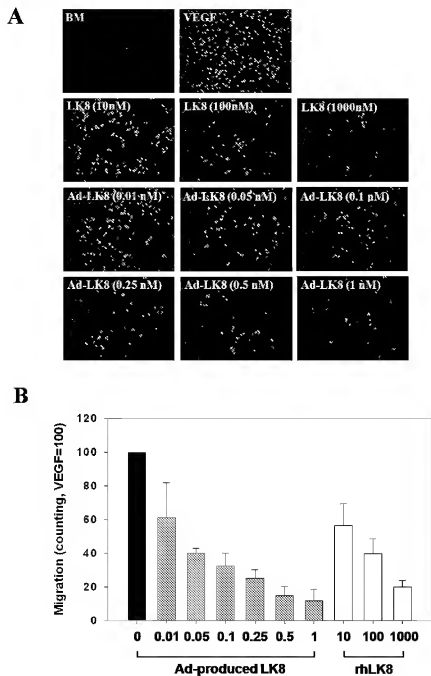 A
BM VEGF
LK8 (10nM) LK8 (100nM) LK8 (1000nM)
Ad-LK8 (0.01 nM) Ad-LK8 (0.05 nM) Ad-LK8 (0.1 nM)
Ad-LK8 (0.25 nM) Ad-LK8 (0.5 nM) Ad-LK8 (1 nM)
B
Migration (counting, VEGF=100)
120
100
80
60
40
20
0
0 0.01 0.05 0.1 0.25 0.5 1 10 100 1000
Ad-produced LK8 rhLK8